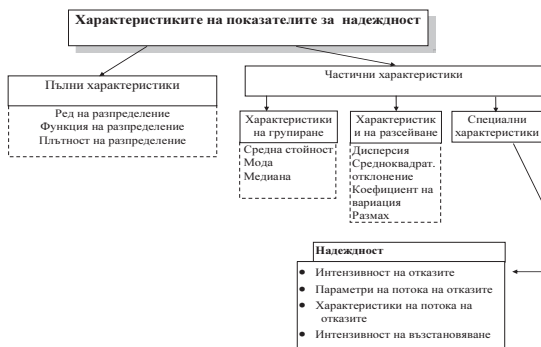 Характеристиките на показателите за надеждност
Пълни характеристики
Ред на разпределение
Функция на разпределение
Плътност на разпределение
Частични характеристики
Характеристики
на групиране
Средна стойност
Мода
Медиана
Характеристик
и на разсейване
Дисперсия
Средноквадрат.
отклонение
Коефициент на
вариация
Размах
Специални
характеристики
Надеждност
• Интензивност на отказите
• Параметри на потока на отказите
• Характеристики на потока на
отказите
• Интензивност на възстановяване